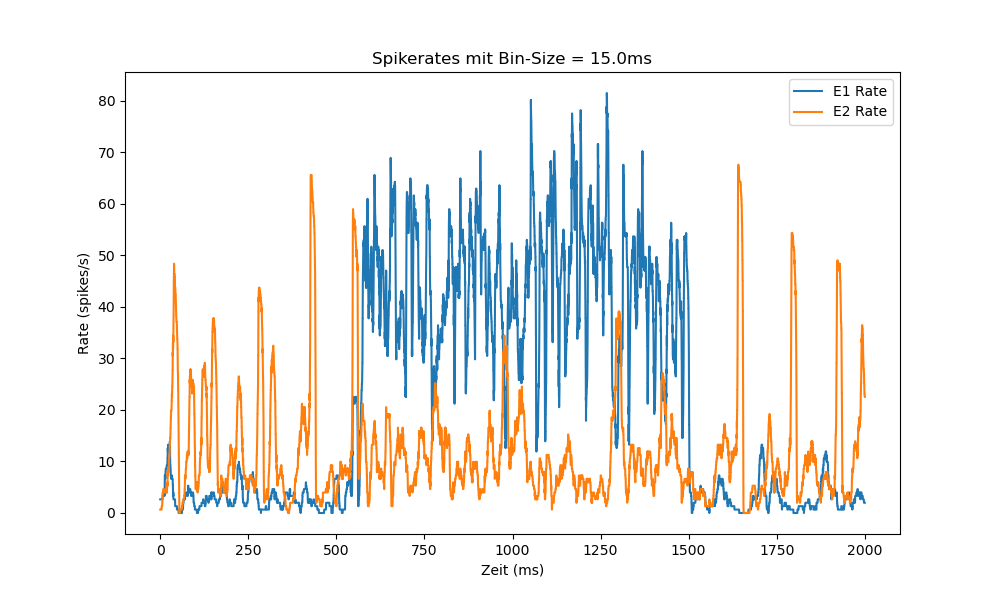 Spikerates mit Bin-Size = 15.0ms
E1 Rate
E2 Rate
Rate (spikes/s)
80
70
60
50
40
30
20
10
0
0 250 500 750 1000 1250 1500 1750 2000
Zeit (ms)